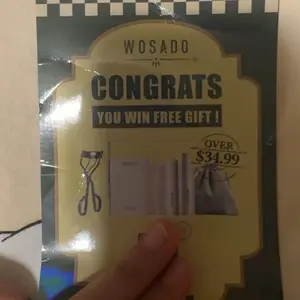 WOSADO
CONGRATS
YOU WIN FREE GIFT !
OVER
$34.99